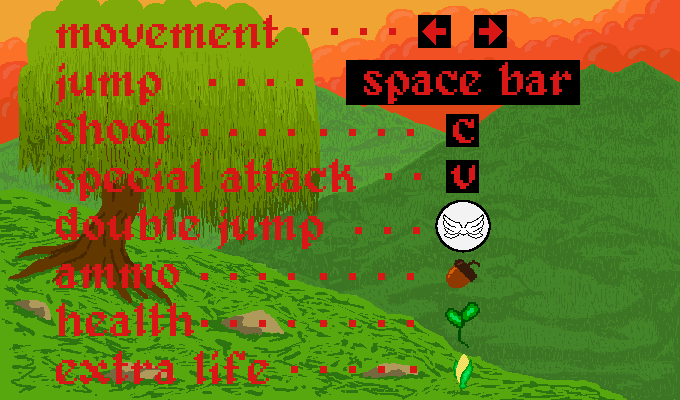 movement . . . . ← →
jump . . . . space bar
shoot . . . . . . . . c
special attack . . v
double jump . . .
ammo . . . . . . . .
health . . . . . . . .
extra life . . . . .